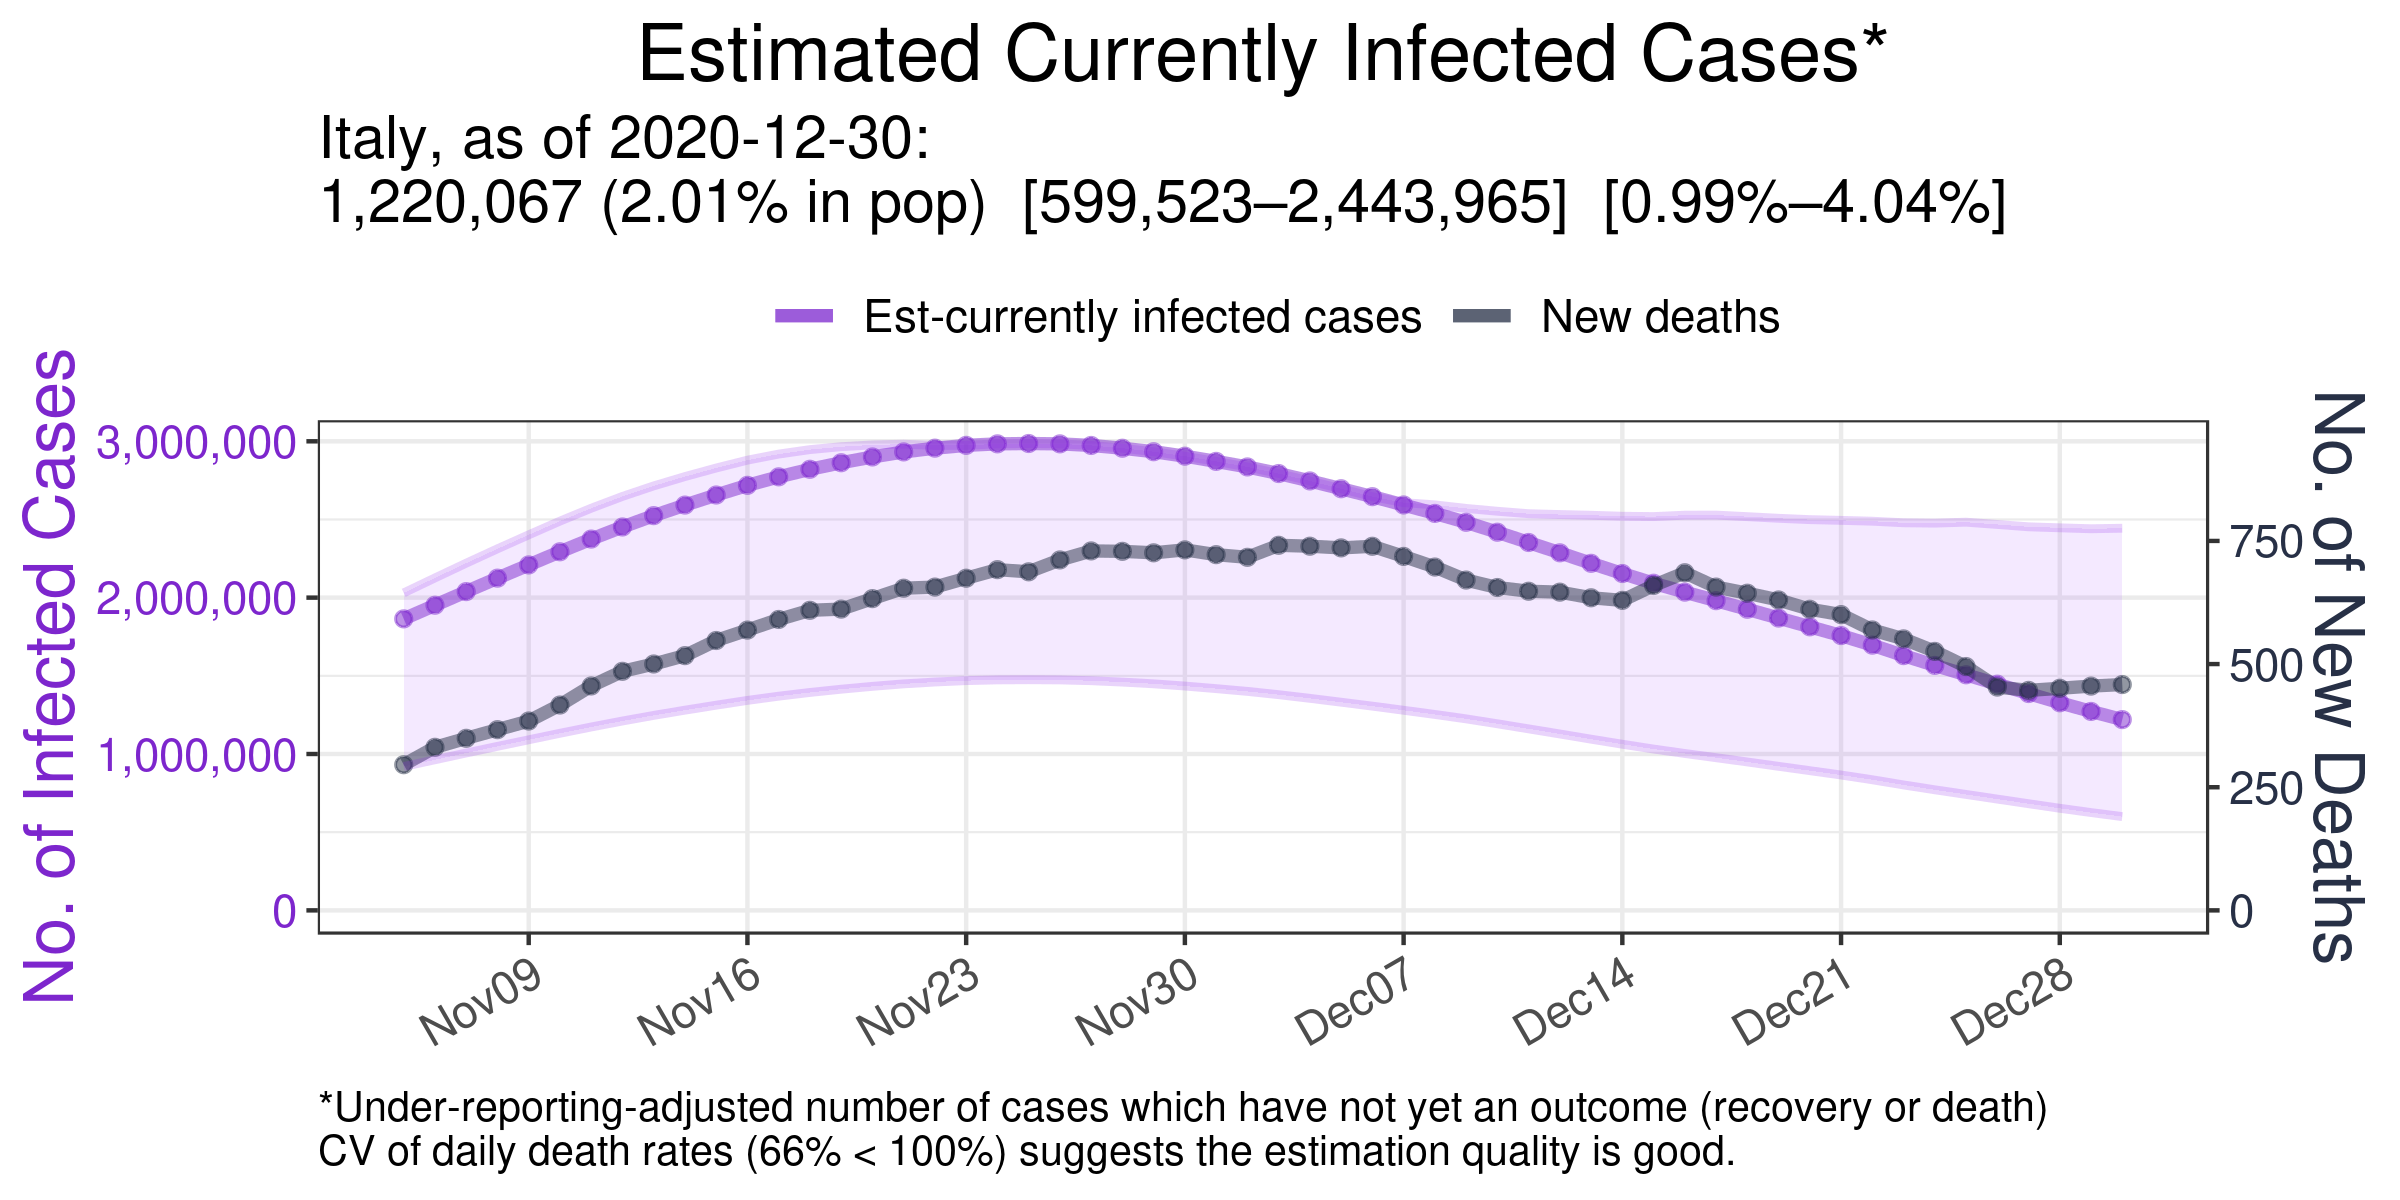 Estimated Currently Infected Cases*
Italy, as of 2020-12-30:
1,220,067 (2.01% in pop) [599,523–2,443,965] [0.99%–4.04%]
Est-currently infected cases
New deaths
No. of Infected Cases
3,000,000
2,000,000
1,000,000
0
No. of New Deaths
750
500
250
0
Nov09
Nov16
Nov23
Nov30
Dec07
Dec14
Dec21
Dec28
*Under-reporting-adjusted number of cases which have not yet an outcome (recovery or death)
CV of daily death rates (66% < 100%) suggests the estimation quality is good.